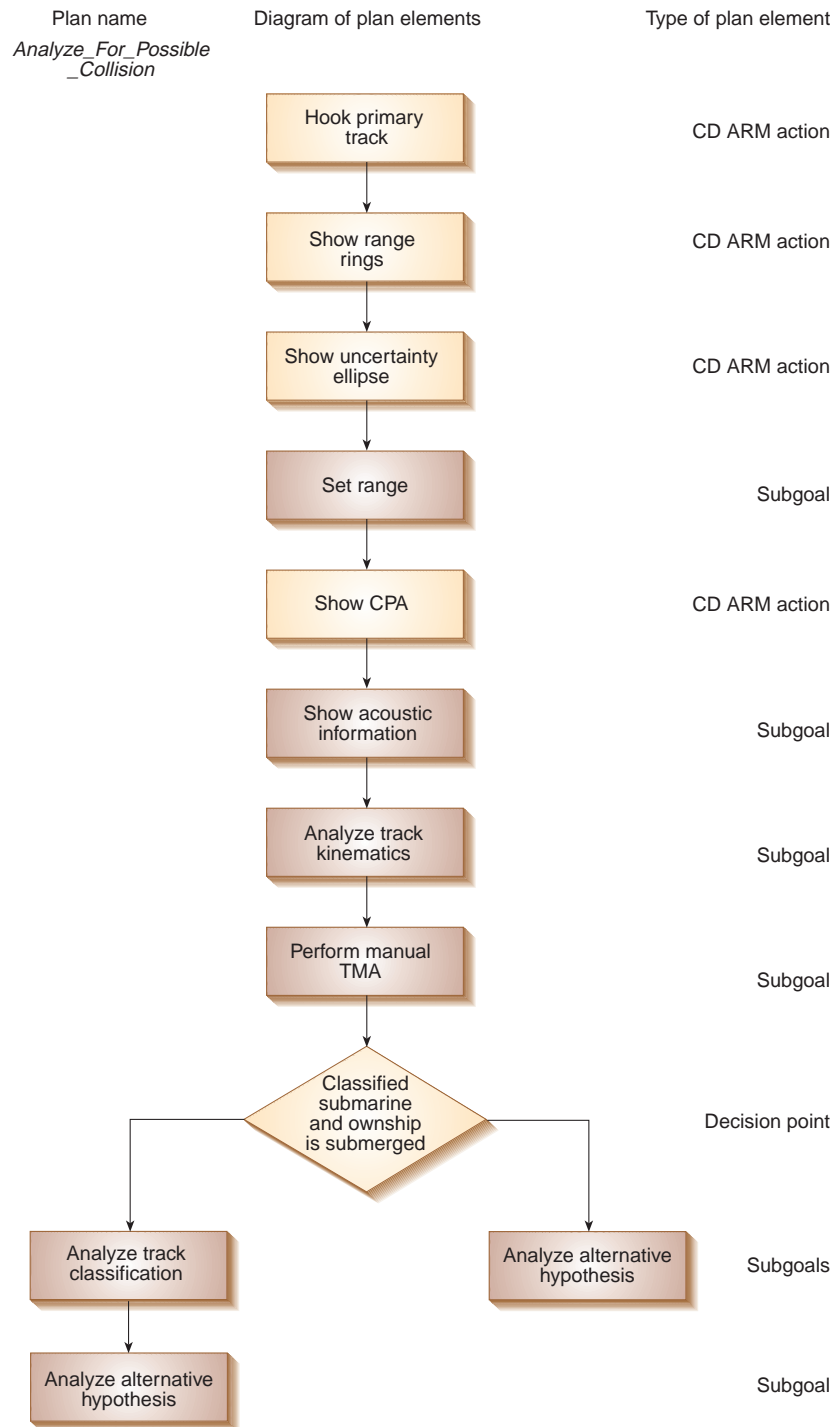 Plan name
Diagram of plan elements
Type of plan element
Analyze_For_Possible
_Collision
Hook primary
track
CD ARM action
Show range
rings
CD ARM action
Show uncertainty
ellipse
CD ARM action
Set range
Subgoal
Show CPA
CD ARM action
Show acoustic
information
Subgoal
Analyze track
kinematics
Subgoal
Perform manual
TMA
Subgoal
Classified
submarine
and ownship
is submerged
Decision point
Analyze track
classification
Analyze alternative
hypothesis
Subgoals
Analyze alternative
hypothesis
Subgoal